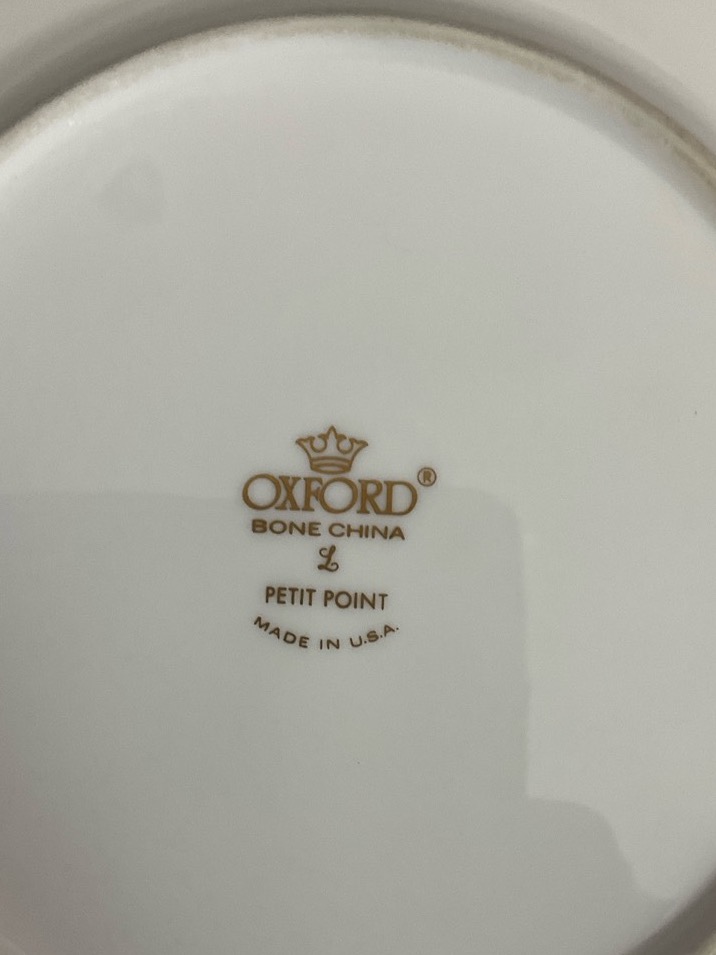 OXFORD®
BONE CHINA
L
PETIT POINT
MADE IN U.S.A.